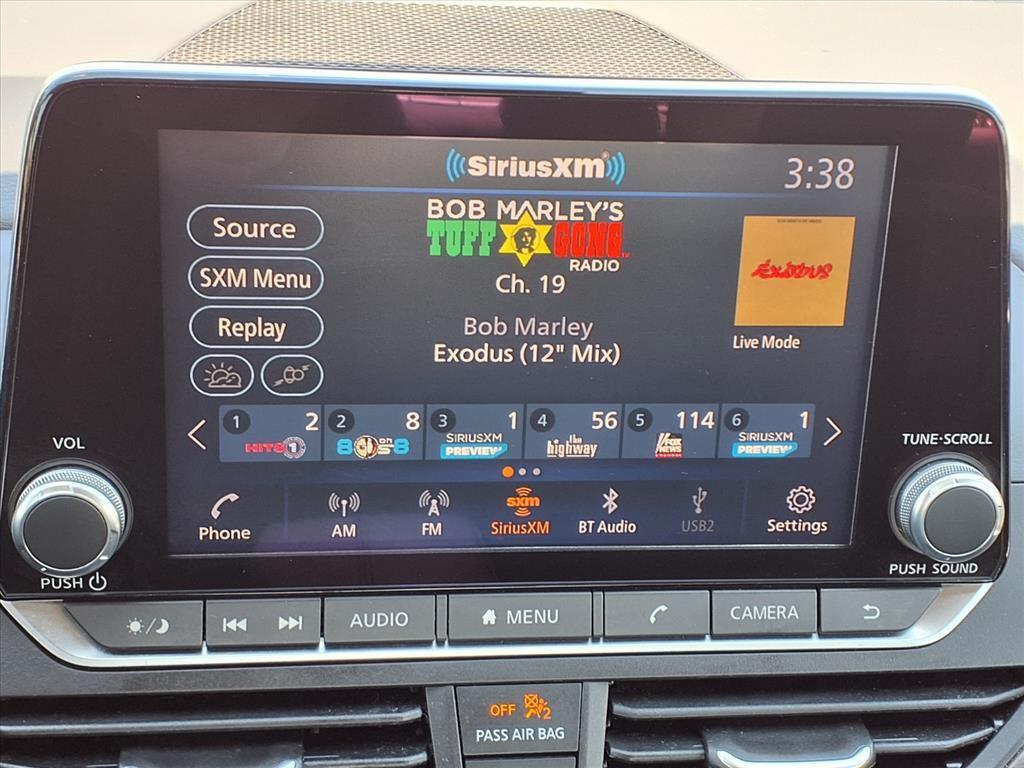 SiriusXM
3:38
BOB MARLEY'S
TUFF GONG
RADIO
Ch. 19
Source
SXM Menu
Replay
EXODUS
Live Mode
Bob Marley
Exodus (12" Mix)
1 2 2 8 3 1 4 56 5 114 6 1
HITS 1
80s on 8
SIRIUSXM PREVIEW
the highway
FOX NEWS
SIRIUSXM PREVIEW
VOL
TUNE·SCROLL
Phone
AM
FM
sxm
SiriusXM
BT Audio
USB2
Settings
PUSH
PUSH SOUND
AUDIO
MENU
CAMERA
OFF 2
PASS AIR BAG